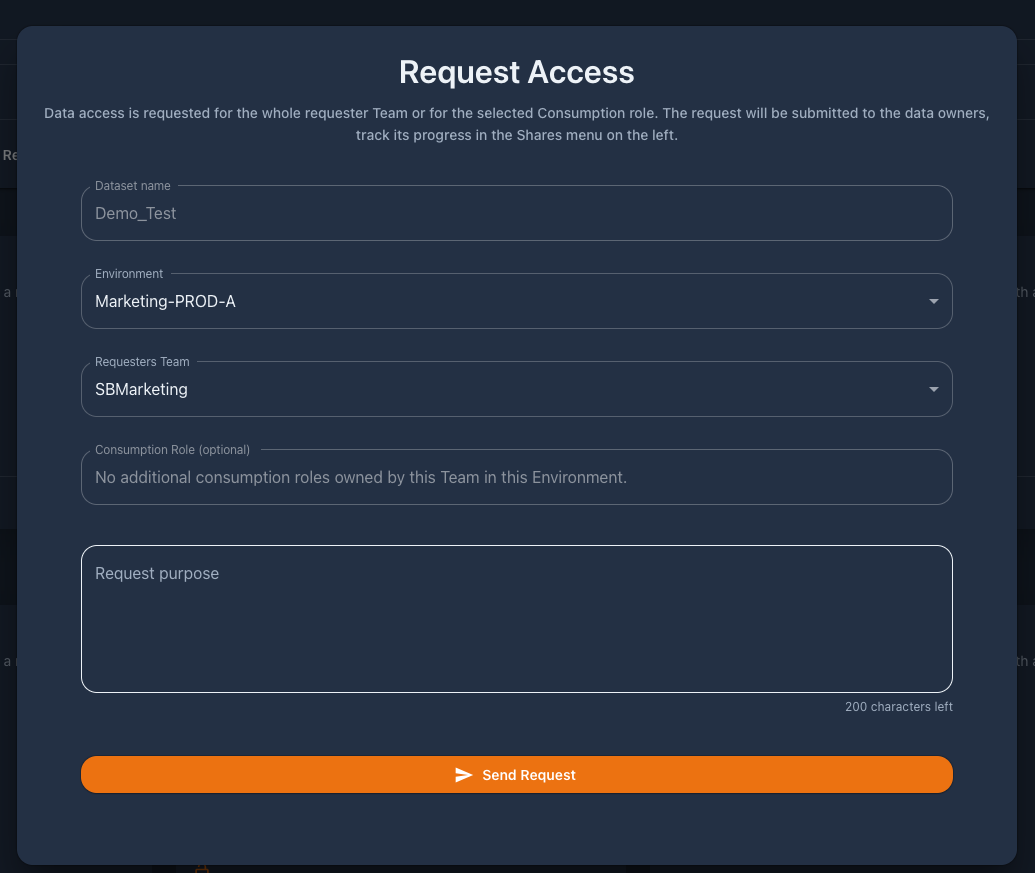 Request Access
Data access is requested for the whole requester Team or for the selected Consumption role. The request will be submitted to the data owners,
track its progress in the Shares menu on the left.
Dataset name
Demo_Test
Environment
Marketing-PROD-A
Requesters Team
SBMarketing
Consumption Role (optional)
No additional consumption roles owned by this Team in this Environment.
Request purpose
200 characters left
Send Request